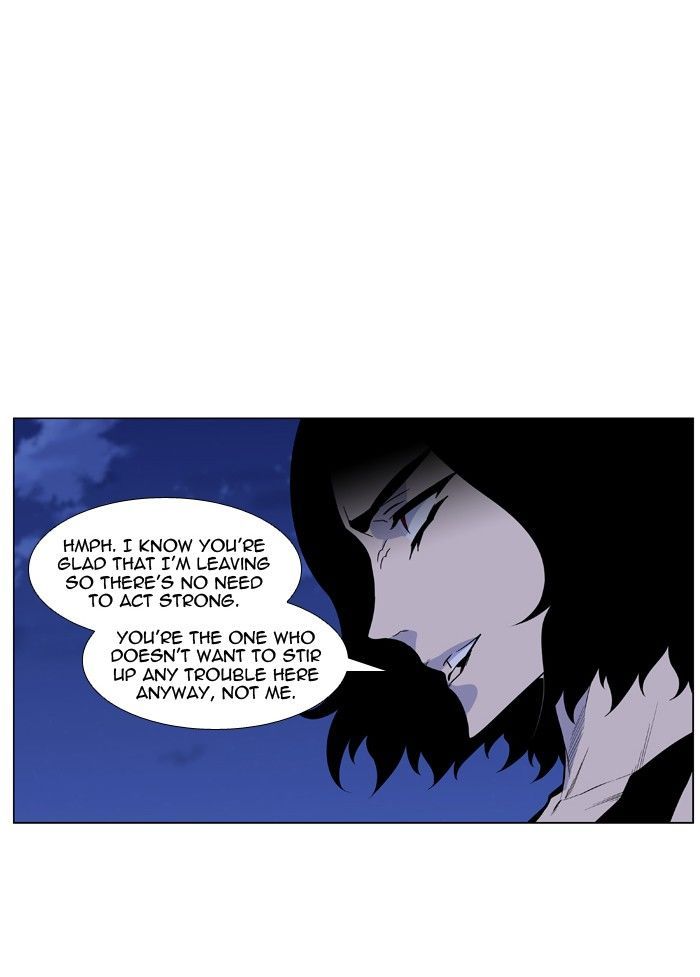 HMPH. I KNOW YOU'RE
GLAD THAT I'M LEAVING
SO THERE'S NO NEED
TO ACT STRONG.
YOU'RE THE ONE WHO
DOESN'T WANT TO STIR
UP ANY TROUBLE HERE
ANYWAY, NOT ME.